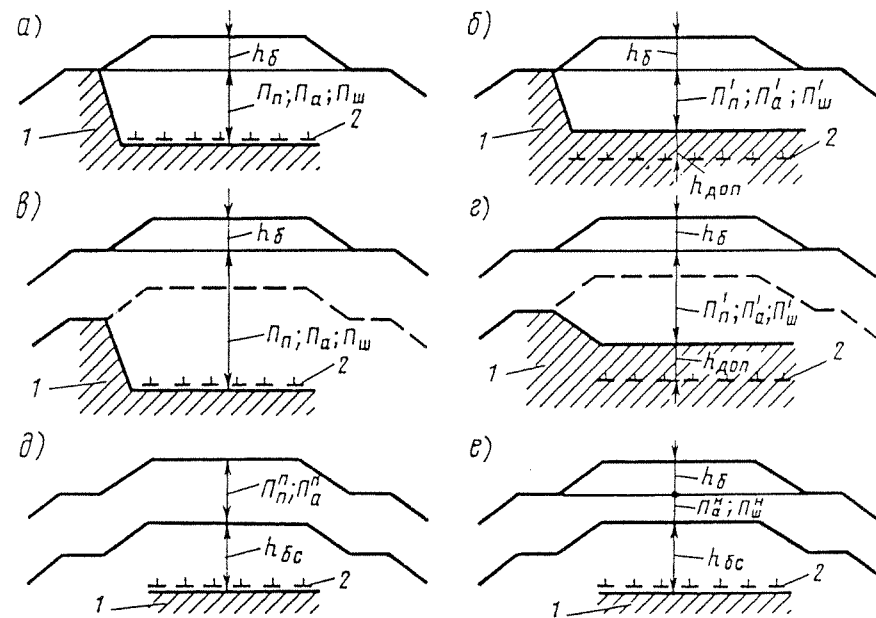 а)
hб
Пп; Па; Пш
1
2
б)
hб
П'п; П'а; П'ш
1
2
hдоп
в)
hб
Пп; Па; Пш
1
2
г)
hб
П'п; П'а; П'ш
1
2
hдоп
д)
Ппп; Пна
hбс
1
2
е)
hб
Пна; Пнш
hбс
1
2